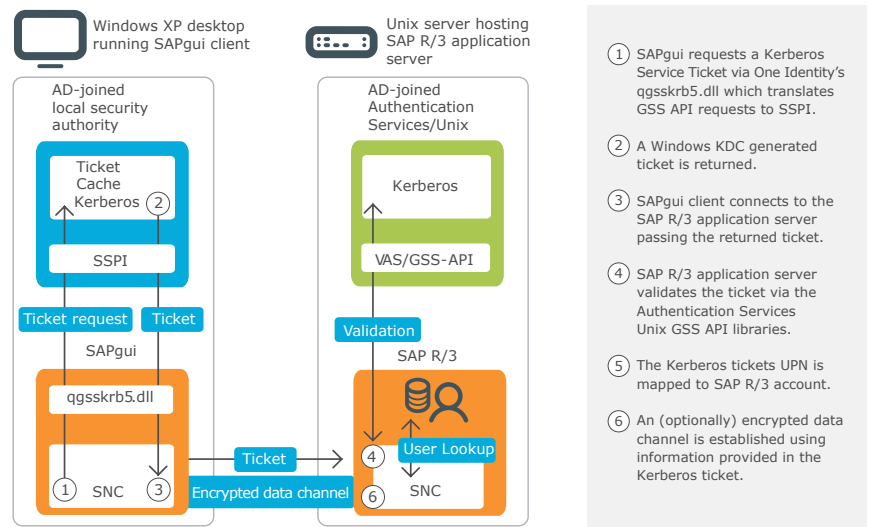 Windows XP desktop
running SAPgui client
Unix server hosting
SAP R/3 application
server
AD-joined
local security
authority
Ticket
Cache
Kerberos
2
SSPI
Ticket request
Ticket
SAPgui
qgsskrb5.dll
1
SNC
3
AD-joined
Authentication
Services/Unix
Kerberos
VAS/GSS-API
Validation
SAP R/3
User Lookup
4
Ticket
Encrypted data channel
6
SNC
1 SAPgui requests a Kerberos
Service Ticket via One Identity's
qgsskrb5.dll which translates
GSS API requests to SSPI.
2 A Windows KDC generated
ticket is returned.
3 SAPgui client connects to the
SAP R/3 application server
passing the returned ticket.
4 SAP R/3 application server
validates the ticket via the
Authentication Services
Unix GSS API libraries.
5 The Kerberos tickets UPN is
mapped to SAP R/3 account.
6 An (optionally) encrypted data
channel is established using
information provided in the
Kerberos ticket.